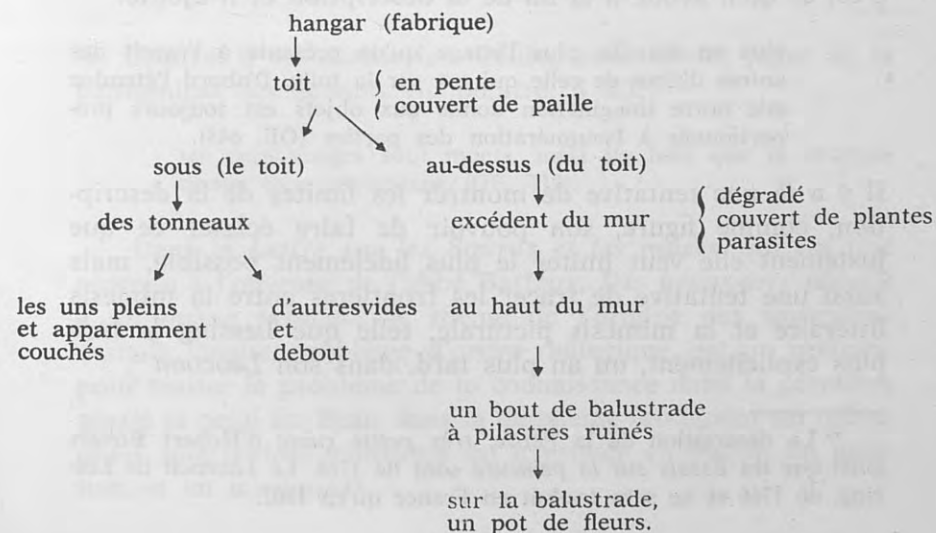 hangar (fabrique)
toit
en pente
couvert de paille
sous (le toit)
au-dessus (du toit)
des tonneaux
excédent du mur
dégradé
couvert de plantes
parasites
les uns pleins
et apparemment
couchés
d'autresvides
et
debout
au haut du mur
un bout de balustrade
à pilastres ruinés
sur la balustrade,
un pot de fleurs.